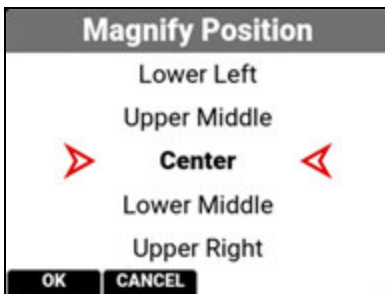 Magnify Position
Lower Left
Upper Middle
Center
Lower Middle
Upper Right
OK CANCEL